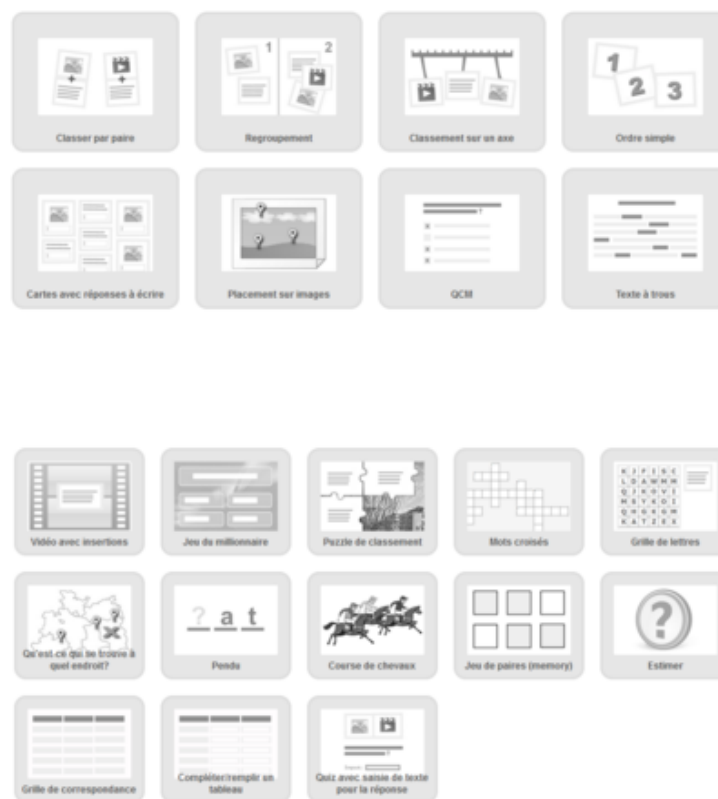 1 2
1 2 3
Classer par paire
Regroupement
Classement sur un axe
Ordre simple
?
Cartes avec réponses à écrire
Placement sur images
QCM
Texte à trous
K J F I S C
Vidéo avec insertions
Jeu du millionnaire
Puzzle de classement
Mots croisés
Grille de lettres
? a t
?
Qu'est-ce qui se trouve à
quel endroit?
Pendu
Course de chevaux
Jeu de paires (memory)
Estimer
Grille de correspondance
Compléter/remplir un
tableau
Quiz avec saisie de texte
pour la réponse